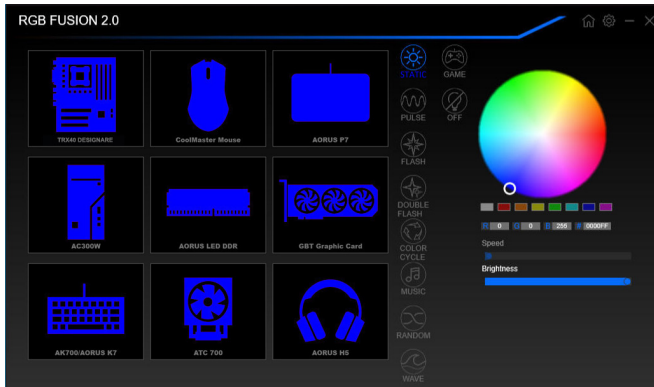 RGB FUSION 2.0
TRX40 DESIGNARE
CoolMaster Mouse
AORUS P7
AC300W
AORUS LED DDR
GBT Graphic Card
AK700/AORUS K7
ATC 700
AORUS H5
STATIC
GAME
PULSE
OFF
FLASH
DOUBLE
FLASH
COLOR
CYCLE
MUSIC
RANDOM
WAVE
R 0 G 0 B 255 # 0000FF
Speed
Brightness